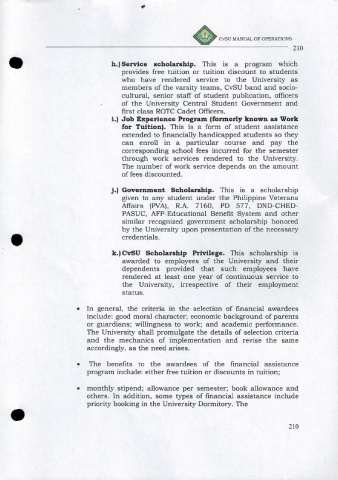 CvSU MANUAL OF OPERATIONS
210
h.) Service scholarship. This is a program which
provides free tuition or tuition discount to students
who have rendered service to the University as
members of the varsity teams, CvSU band and socio-
cultural, senior staff of student publication, officers
of the University Central Student Government and
first class ROTC Cadet Officers.
i.) Job Experience Program (formerly known as Work
for Tuition). This is a form of student assistance
extended to financially handicapped students so they
can enroll in a particular course and pay the
corresponding school fees incurred for the semester
through work services rendered to the University.
The number of work service depends on the amount
of fees discounted.
j.) Government Scholarship. This is a scholarship
given to any student under the Philippine Veterans
Affairs (PVA), R.A. 7160, PD 577, DND-CHED-
PASUC, AFP-Educational Benefit System and other
similar recognized government scholarship honored
by the University upon presentation of the necessary
credentials.
k.) CvSU Scholarship Privilege. This scholarship is
awarded to employees of the University and their
dependents provided that such employees have
rendered at least one year of continuous service to
the University, irrespective of their employment
status.
• In general, the criteria in the selection of financial awardees
include: good moral character; economic background of parents
or guardians; willingness to work; and academic performance.
The University shall promulgate the details of selection criteria
and the mechanics of implementation and revise the same
accordingly, as the need arises.
• The benefits to the awardees of the financial assistance
program include: either free tuition or discounts in tuition;
• monthly stipend; allowance per semester; book allowance and
others. In addition, some types of financial assistance include
priority booking in the University Dormitory. The
210